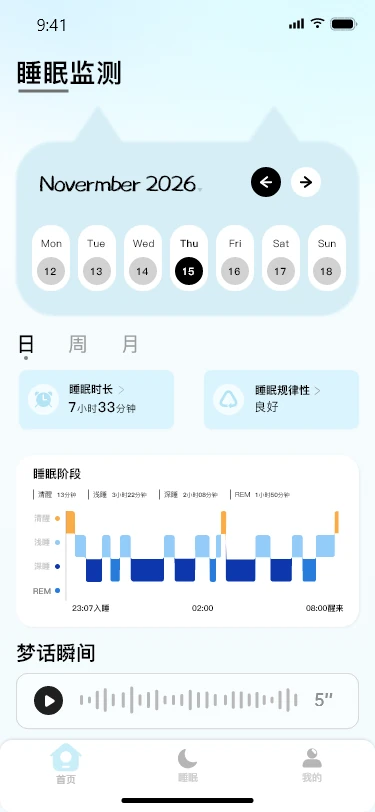 9:41
睡眠监测
Novermber 2026
Mon Tue Wed Thu Fri Sat Sun
12 13 14 15 16 17 18
日 周 月
睡眠时长
7小时33分钟
睡眠规律性
良好
睡眠阶段
清醒 13分钟 浅睡 3小时22分钟 深睡 2小时08分钟 REM 1小时50分钟
清醒
浅睡
深睡
REM
23:07入睡 02:00 08:00醒来
梦话瞬间
5’’
首页 睡眠 我的